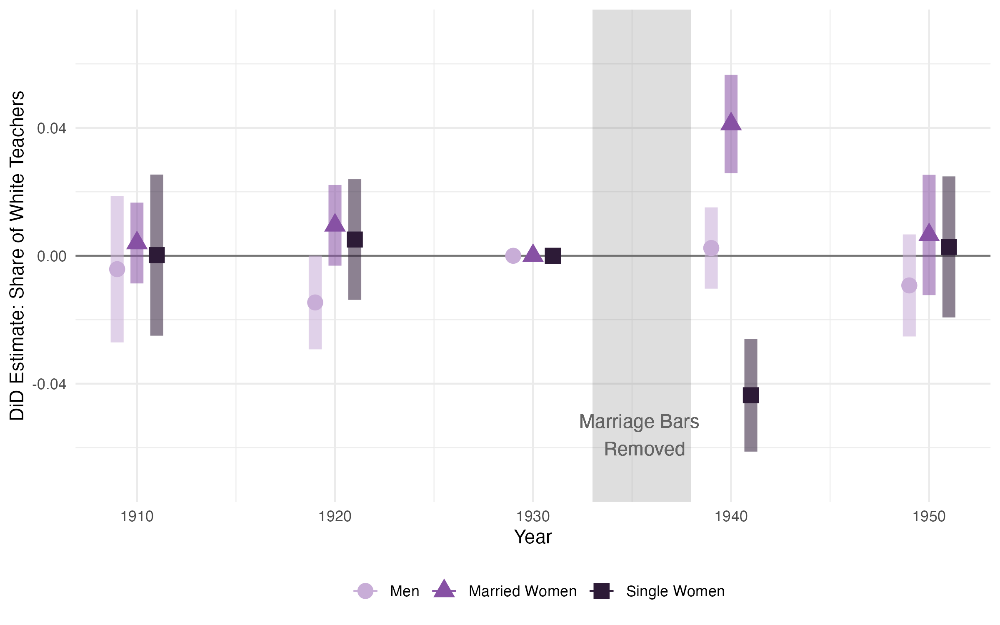 DiD Estimate: Share of White Teachers
0.04
0.00
-0.04
Marriage Bars
Removed
1910
1920
1930
1940
1950
Year
Men
Married Women
Single Women